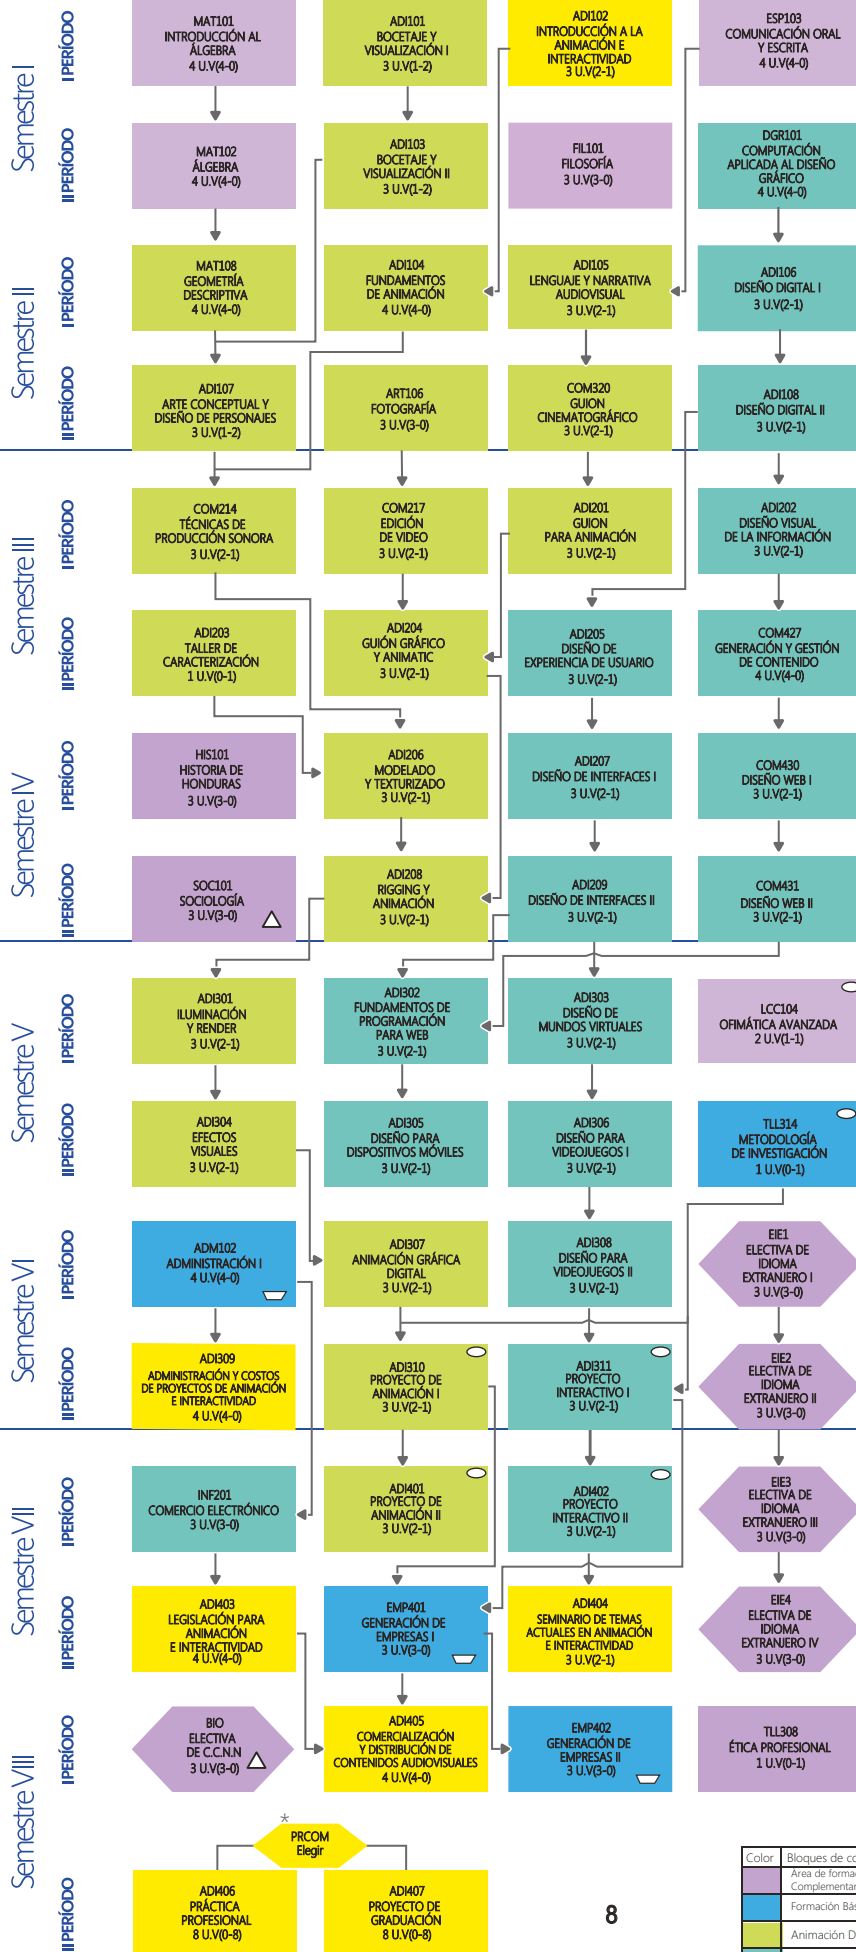 Semestre I
I PERÍODO
MAT101
INTRODUCCIÓN AL
ÁLGEBRA
4 U.V(4-0)
ADI101
BOCETAJE Y
VISUALIZACIÓN I
3 U.V(1-2)
ADI102
INTRODUCCIÓN A LA
ANIMACIÓN E
INTERACTIVIDAD
3 U.V(2-1)
ESP103
COMUNICACIÓN ORAL
Y ESCRITA
4 U.V(4-0)
II PERÍODO
MAT102
ÁLGEBRA
4 U.V(4-0)
ADI103
BOCETAJE Y
VISUALIZACIÓN II
3 U.V(1-2)
FIL101
FILOSOFÍA
3 U.V(3-0)
DGR101
COMPUTACIÓN
APLICADA AL DISEÑO
GRÁFICO
4 U.V(4-0)
Semestre II
I PERÍODO
MAT108
GEOMETRÍA
DESCRIPTIVA
4 U.V(4-0)
ADI104
FUNDAMENTOS
DE ANIMACIÓN
4 U.V(4-0)
ADI105
LENGUAJE Y NARRATIVA
AUDIOVISUAL
3 U.V(2-1)
ADI106
DISEÑO DIGITAL I
3 U.V(2-1)
II PERÍODO
ADI107
ARTE CONCEPTUAL Y
DISEÑO DE PERSONAJES
3 U.V(1-2)
ART106
FOTOGRAFÍA
3 U.V(3-0)
COM320
GUION
CINEMATOGRÁFICO
3 U.V(2-1)
ADI108
DISEÑO DIGITAL II
3 U.V(2-1)
Semestre III
I PERÍODO
COM214
TÉCNICAS DE
PRODUCCIÓN SONORA
3 U.V(2-1)
COM217
EDICIÓN
DE VIDEO
3 U.V(2-1)
ADI201
GUION
PARA ANIMACIÓN
3 U.V(2-1)
ADI202
DISEÑO VISUAL
DE LA INFORMACIÓN
3 U.V(2-1)
II PERÍODO
ADI203
TALLER DE
CARACTERIZACIÓN
1 U.V(0-1)
ADI204
GUIÓN GRÁFICO
Y ANIMATIC
3 U.V(2-1)
ADI205
DISEÑO DE
EXPERIENCIA DE USUARIO
3 U.V(2-1)
COM427
GENERACIÓN Y GESTIÓN
DE CONTENIDO
4 U.V(4-0)
Semestre IV
I PERÍODO
HIS101
HISTORIA DE
HONDURAS
3 U.V(3-0)
ADI206
MODELADO
Y TEXTURIZADO
3 U.V(2-1)
ADI207
DISEÑO DE INTERFACES I
3 U.V(2-1)
COM430
DISEÑO WEB I
3 U.V(2-1)
II PERÍODO
SOC101
SOCIOLOGÍA
3 U.V(3-0)
ADI208
RIGGING Y
ANIMACIÓN
3 U.V(2-1)
ADI209
DISEÑO DE INTERFACES II
3 U.V(2-1)
COM431
DISEÑO WEB II
3 U.V(2-1)
Semestre V
I PERÍODO
ADI301
ILUMINACIÓN
Y RENDER
3 U.V(2-1)
ADI302
FUNDAMENTOS DE
PROGRAMACIÓN
PARA WEB
3 U.V(2-1)
ADI303
DISEÑO DE
MUNDOS VIRTUALES
3 U.V(2-1)
LCC104
OFIMÁTICA AVANZADA
2 U.V(1-1)
II PERÍODO
ADI304
EFECTOS
VISUALES
3 U.V(2-1)
ADI305
DISEÑO PARA
DISPOSITIVOS MÓVILES
3 U.V(2-1)
ADI306
DISEÑO PARA
VIDEOJUEGOS I
3 U.V(2-1)
TLL314
METODOLOGÍA
DE INVESTIGACIÓN
1 U.V(0-1)
Semestre VI
I PERÍODO
ADM102
ADMINISTRACIÓN I
4 U.V(4-0)
ADI307
ANIMACIÓN GRÁFICA
DIGITAL
3 U.V(2-1)
ADI308
DISEÑO PARA
VIDEOJUEGOS II
3 U.V(2-1)
EIE1
ELECTIVA DE
IDIOMA
EXTRANJERO I
3 U.V(3-0)
II PERÍODO
ADI309
ADMINISTRACIÓN Y COSTOS
DE PROYECTOS DE ANIMACIÓN
E INTERACTIVIDAD
4 U.V(4-0)
ADI310
PROYECTO DE
ANIMACIÓN I
3 U.V(2-1)
ADI311
PROYECTO
INTERACTIVO I
3 U.V(2-1)
EIE2
ELECTIVA DE
IDIOMA
EXTRANJERO II
3 U.V(3-0)
Semestre VII
I PERÍODO
INF201
COMERCIO ELECTRÓNICO
3 U.V(3-0)
ADI401
PROYECTO DE
ANIMACIÓN II
3 U.V(2-1)
ADI402
PROYECTO
INTERACTIVO II
3 U.V(2-1)
EIE3
ELECTIVA DE
IDIOMA
EXTRANJERO III
3 U.V(3-0)
II PERÍODO
ADI403
LEGISLACIÓN PARA
ANIMACIÓN
E INTERACTIVIDAD
4 U.V(4-0)
EMP401
GENERACIÓN DE
EMPRESAS I
3 U.V(3-0)
ADI404
SEMINARIO DE TEMAS
ACTUALES EN ANIMACIÓN
E INTERACTIVIDAD
3 U.V(2-1)
EIE4
ELECTIVA DE
IDIOMA
EXTRANJERO IV
3 U.V(3-0)
Semestre VIII
I PERÍODO
BIO
ELECTIVA
DE C.C.N.N
3 U.V(3-0)
ADI405
COMERCIALIZACIÓN
Y DISTRIBUCIÓN DE
CONTENIDOS AUDIOVISUALES
4 U.V(4-0)
EMP402
GENERACIÓN DE
EMPRESAS II
3 U.V(3-0)
TLL308
ÉTICA PROFESIONAL
1 U.V(0-1)
*
PRCOM
Elegir
II PERÍODO
ADI406
PRÁCTICA
PROFESIONAL
8 U.V(0-8)
ADI407
PROYECTO DE
GRADUACIÓN
8 U.V(0-8)
8
Color Bloques de co
Área de forma
Complementar
Formación Bás
Animación D